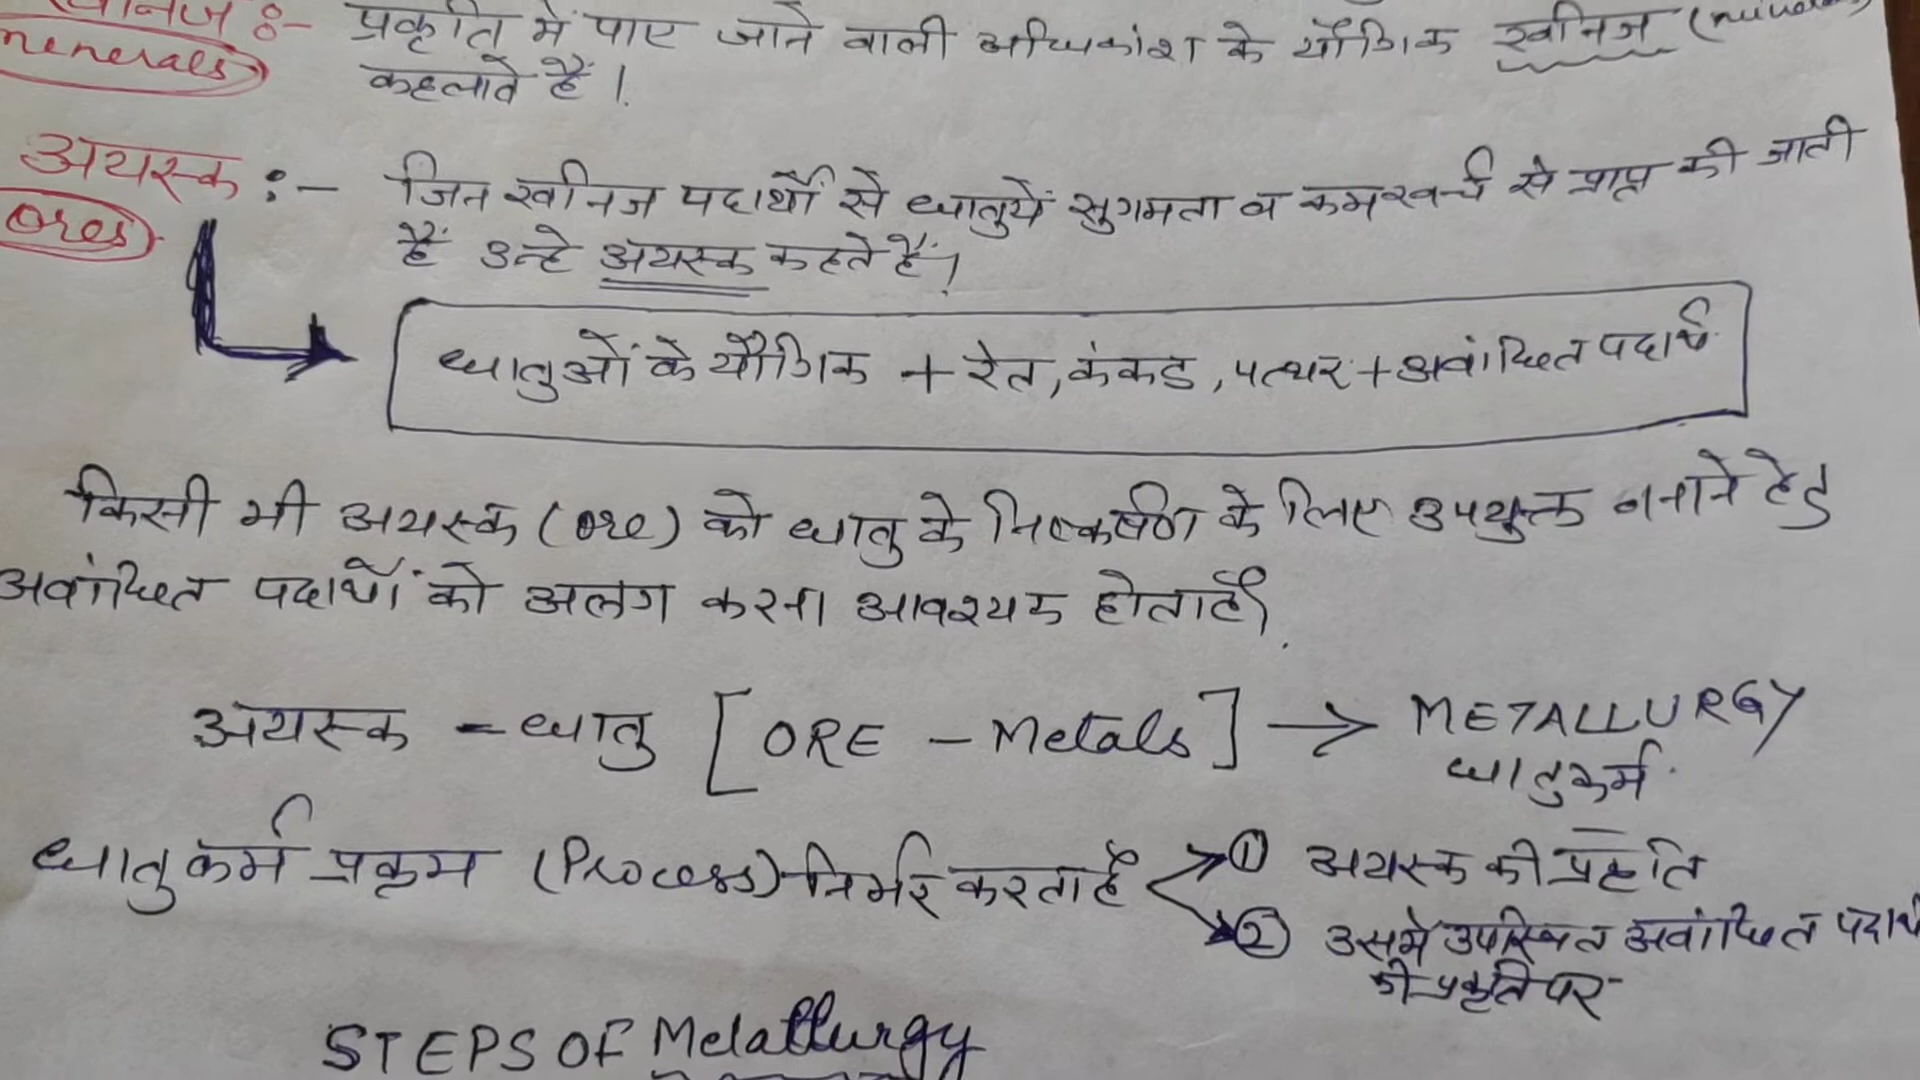 खनिज :- प्रकृति में पाए जाने वाली अधिकांश के यौगिक खनिज
minerals कहलाते हैं।
अयस्क :- जिन खनिज पदार्थों से धातुयें सुगमता व कमखर्च से प्राप्त की जाती
ores हैं उन्हे अयस्क कहते हैं।
धातुओं के यौगिक + रेत, कंकड, पत्थर + अवांछित पदार्थ
किसी भी अयस्क (ore) को धातु के निष्कर्षण के लिए उपयुक्त बनाने हेतु
अवांछित पदार्थों को अलग करना आवश्यक होता है।
अयस्क - धातु [ORE - Metals] → METALLURGY
धातुकर्म
धातुकर्म प्रक्रम (Process) निर्भर करता है → ① अयस्क की प्रकृति
② उसमें उपस्थित अवांछित पदार्थ
की प्रकृति पर
STEPS OF Metallurgy